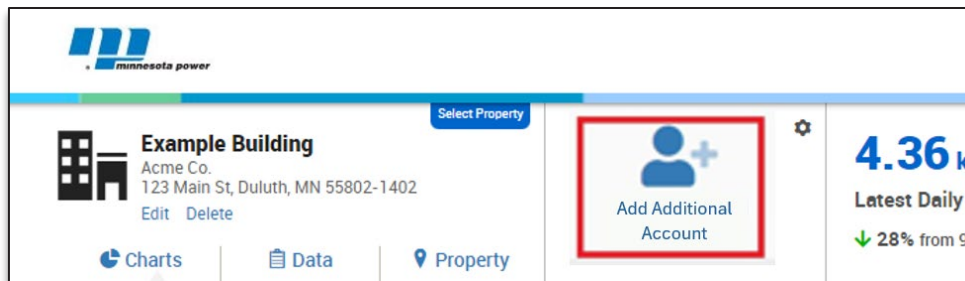 minnesota power
Select Property
Example Building
Acme Co.
123 Main St, Duluth, MN 55802-1402
Edit Delete
Charts
Data
Property
Add Additional
Account
4.36 k
Latest Daily
28% from 9